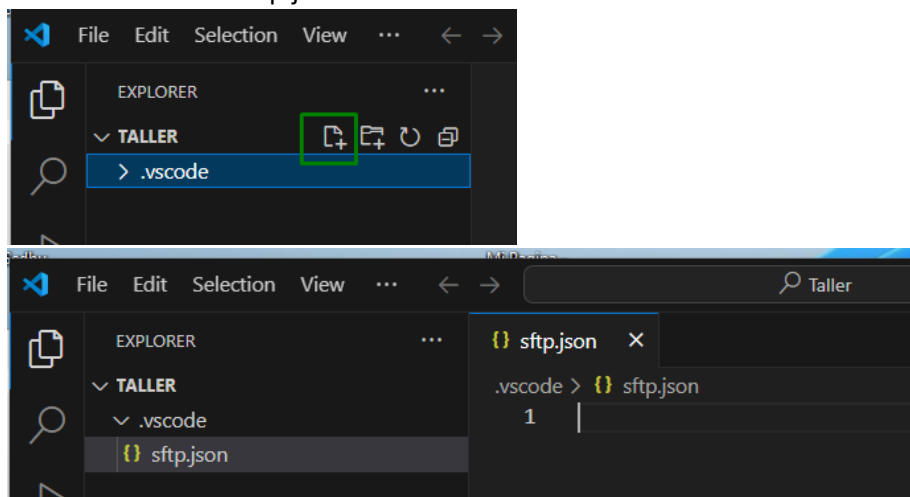 File Edit Selection View ··· ← →
EXPLORER ···
TALLER
.vscode
File Edit Selection View ··· ← → Taller
EXPLORER ···
TALLER
.vscode
{} sftp.json
{} sftp.json ×
.vscode > {} sftp.json
1